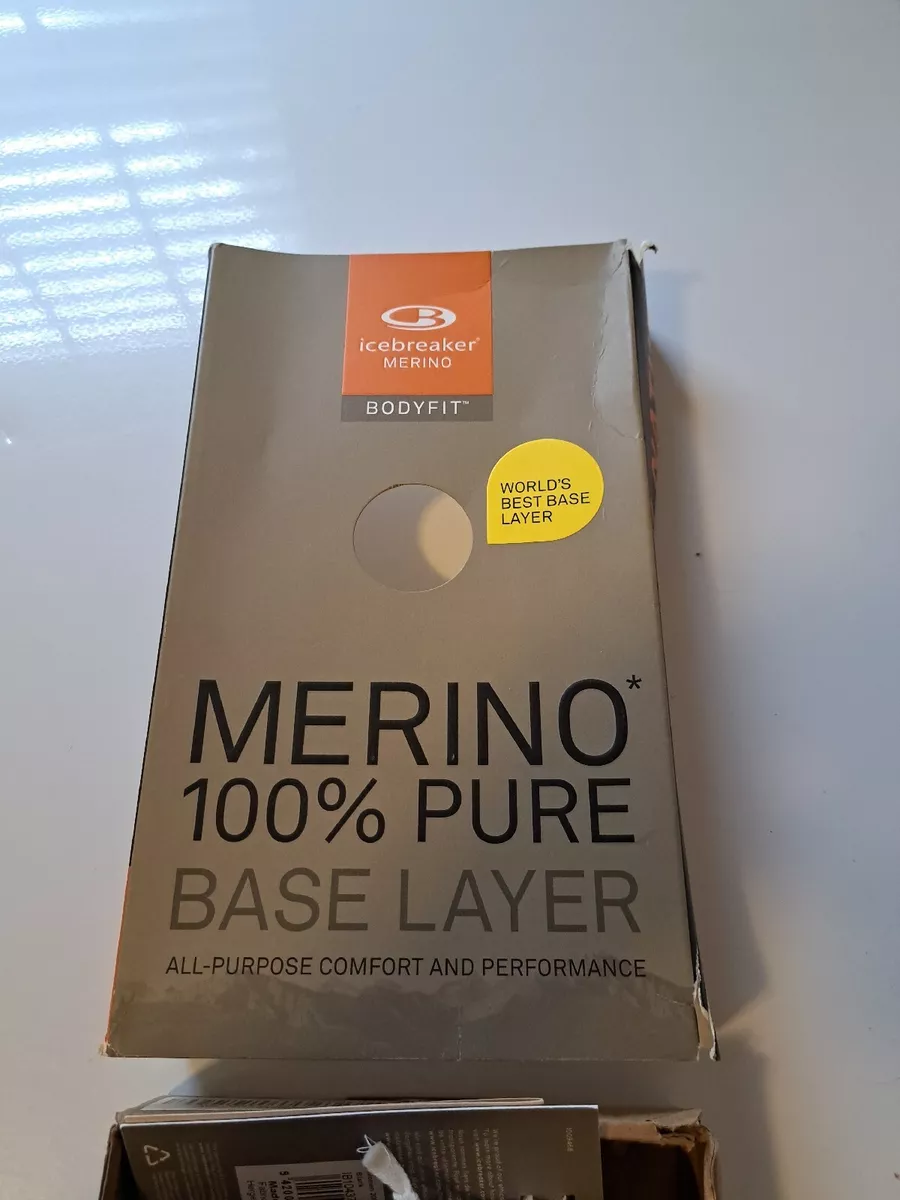 icebreaker®
MERINO
BODYFIT™
WORLD'S
BEST BASE
LAYER
MERINO*
100% PURE
BASE LAYER
ALL-PURPOSE COMFORT AND PERFORMANCE